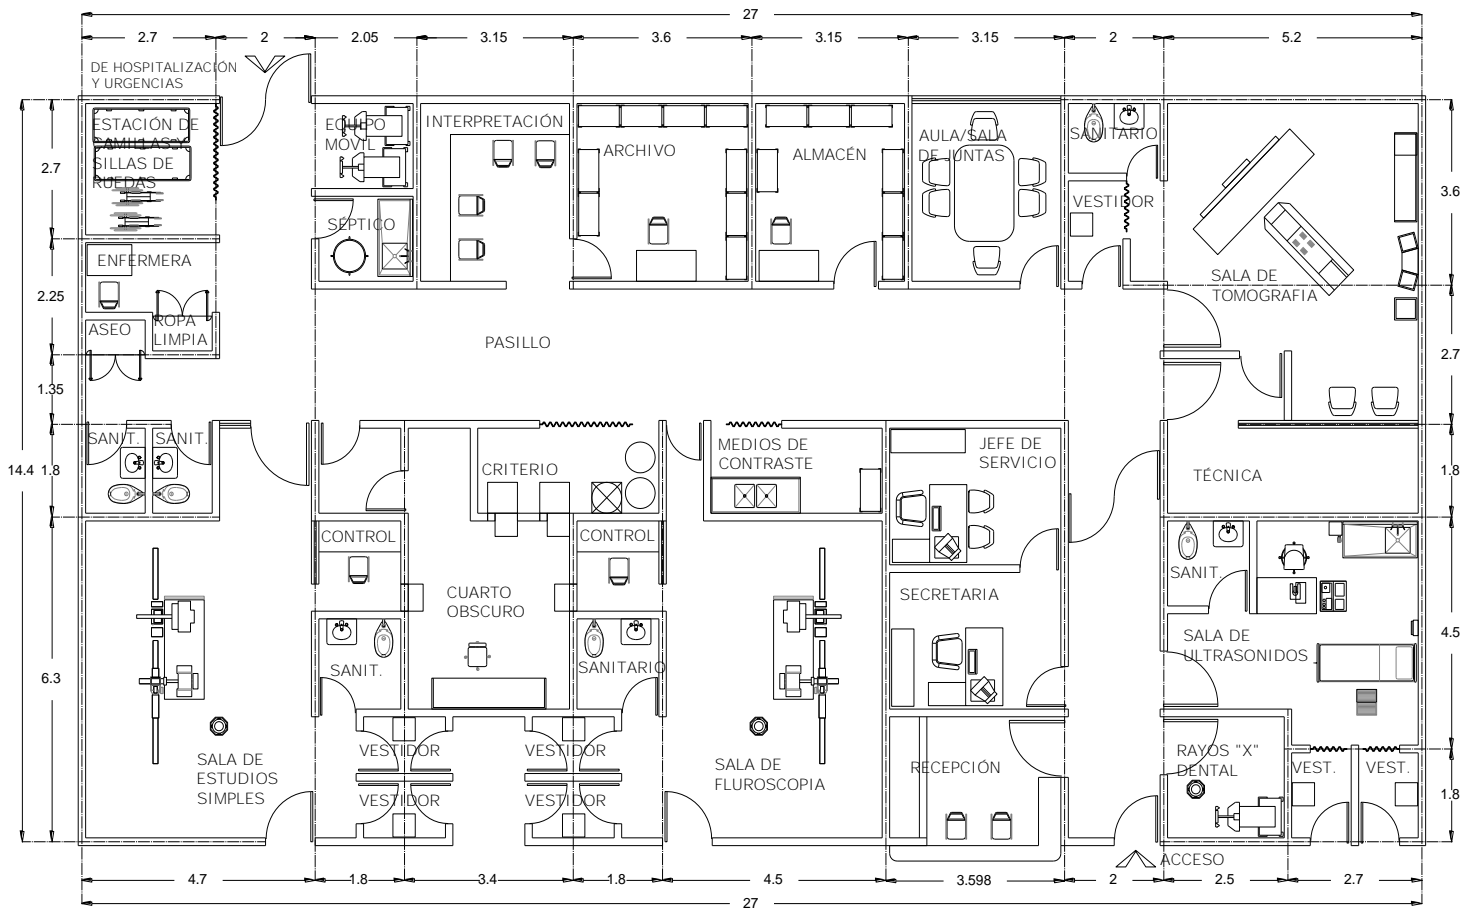 27
2.7
2
2.05
3.15
3.6
3.15
3.15
2
5.2
DE HOSPITALIZACIÓN
Y URGENCIAS
ESTACIÓN DE
CAMILLAS Y
SILLAS DE
RUEDAS
EQUIPO
MÓVIL
INTERPRETACIÓN
ARCHIVO
ALMACÉN
AULA/SALA
DE JUNTAS
SANITARIO
VESTIDOR
SÉPTICO
2.7
3.6
ENFERMERA
SALA DE
TOMOGRAFIA
2.25
ASEO
ROPA
LIMPIA
PASILLO
2.7
1.35
SANIT.
SANIT.
CRITERIO
MEDIOS DE
CONTRASTE
JEFE DE
SERVICIO
TÉCNICA
14.4
1.8
1.8
CONTROL
CONTROL
CUARTO
OBSCURO
SECRETARIA
SANIT.
SALA DE
ULTRASONIDOS
4.5
6.3
SANIT.
SANITARIO
VESTIDOR
VESTIDOR
SALA DE
ESTUDIOS
SIMPLES
SALA DE
FLUROSCOPIA
RECEPCIÓN
RAYOS "X"
DENTAL
VEST.
VEST.
VESTIDOR
VESTIDOR
1.8
ACCESO
4.7
1.8
3.4
1.8
4.5
3.598
2
2.5
2.7
27